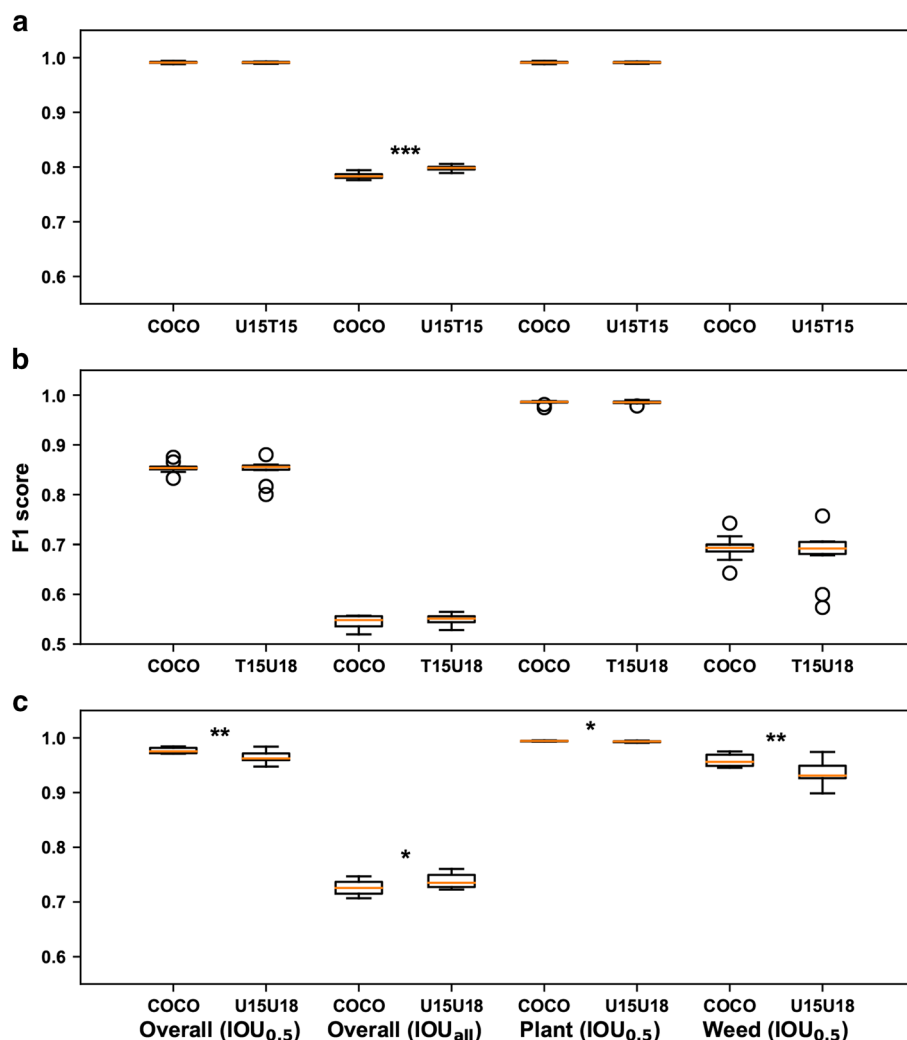 a
1.0
0.9
0.8
0.7
0.6
***
COCO U15T15 COCO U15T15 COCO U15T15 COCO U15T15
b
F1 score
1.0
0.9
0.8
0.7
0.6
0.5
COCO T15U18 COCO T15U18 COCO T15U18 COCO T15U18
c
1.0
0.9
0.8
0.7
0.6
** * * **
COCO U15U18 COCO U15U18 COCO U15U18 COCO U15U18
Overall (IOU0.5) Overall (IOUall) Plant (IOU0.5) Weed (IOU0.5)